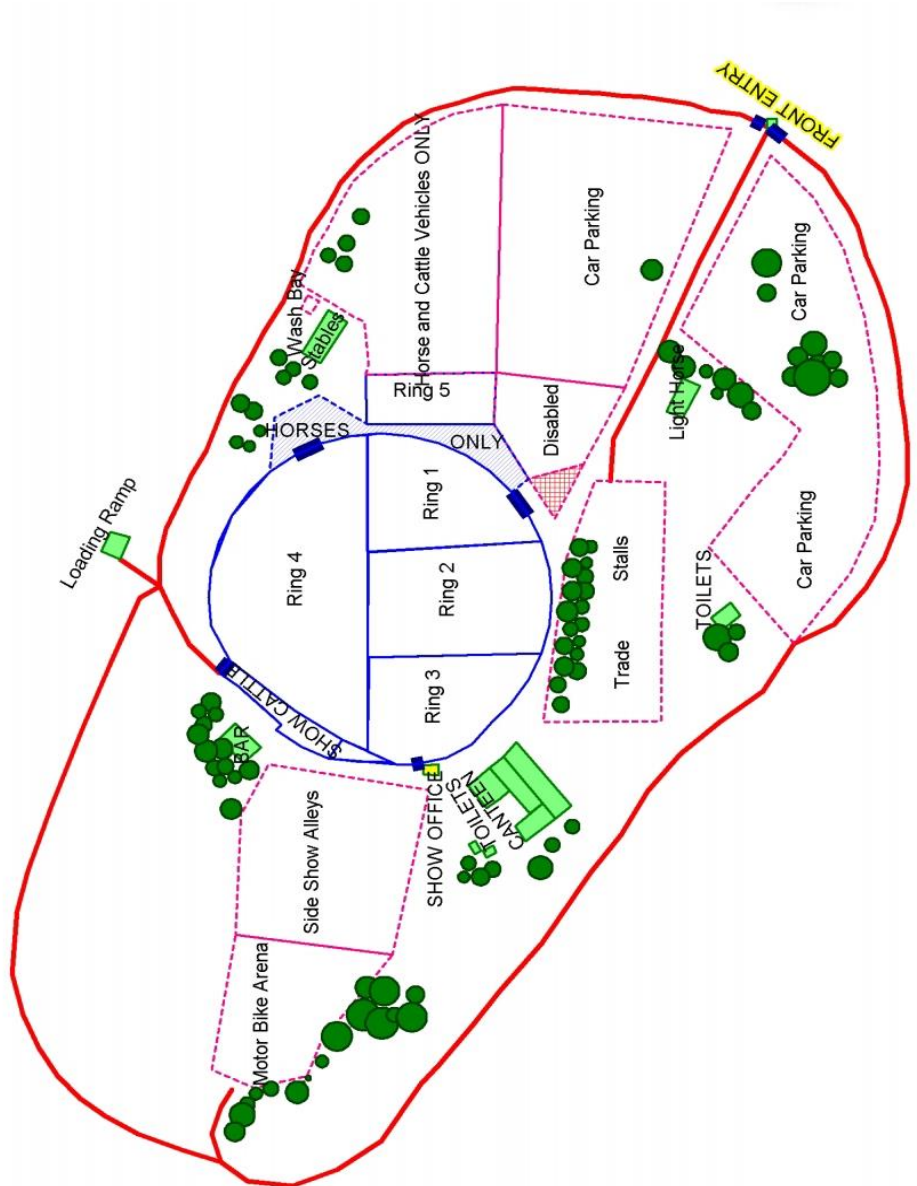 FRONT ENTRY
Horse and Cattle Vehicles ONLY
Car Parking
Car Parking
Wash Bay
Stables
Ring 5
Disabled
Light Horse
HORSES
ONLY
Ring 1
Loading Ramp
Ring 4
Ring 2
Stalls
Trade
TOILETS
Car Parking
Ring 3
SHOW CATTLE
BAR
SHOW OFFICE
TOILETS
CANTEEN
Side Show Alleys
Motor Bike Arena